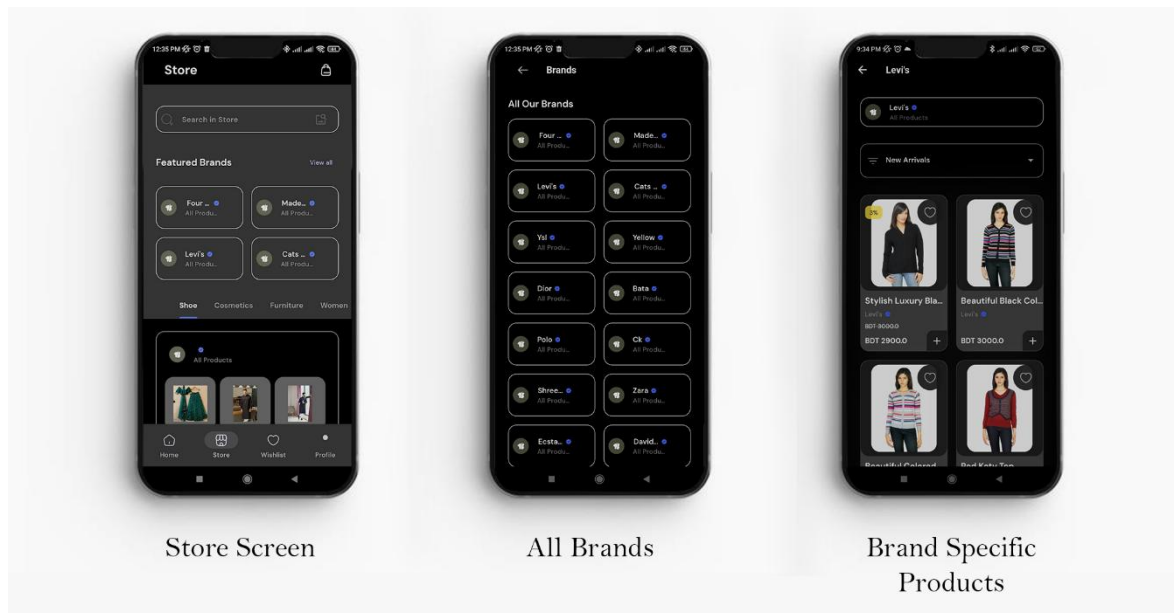 12:35 PM
Store
Search in Store
Featured Brands View all
Four ... Made...
All Produ... All Produ...
Levi's Cats ...
All Produ... All Produ...
Shoe Cosmetics Furniture Women
All Products
Home Store Wishlist Profile
Store Screen
12:35 PM
Brands
All Our Brands
Four ... Made...
All Produ... All Produ...
Levi's Cats ...
All Produ... All Produ...
Ysl Yellow
All Produ... All Produ...
Dior Bata
All Produ... All Produ...
Polo Ck
All Produ... All Produ...
Shree... Zara
All Produ... All Produ...
Ecsta... David...
All Produ... All Produ...
All Brands
9:34 PM
Levi's
Levi's
All Products
New Arrivals
3%
Stylish Luxury Bla... Beautiful Black Col...
Levi's Levi's
BDT 3000.0
BDT 2900.0 + BDT 3000.0 +
Beautiful Colored Red Katy Top
Brand Specific
Products